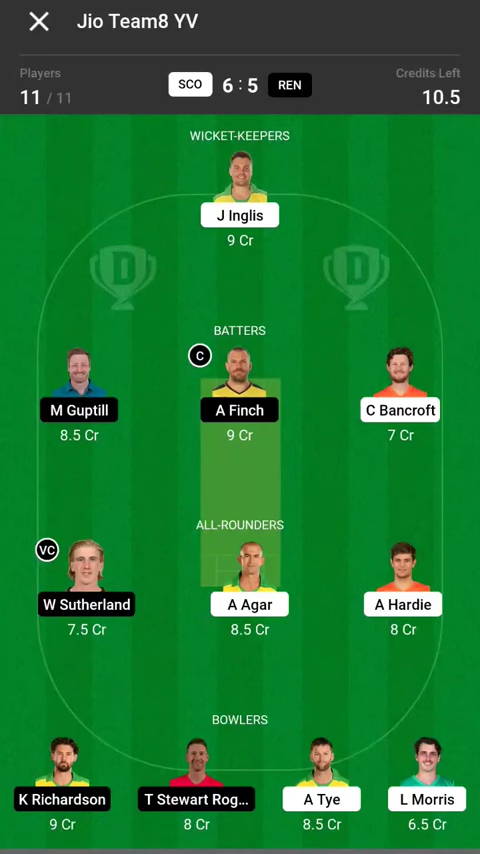 Jio Team8 YV
Players
11 / 11
SCO 6 : 5 REN
Credits Left
10.5
WICKET-KEEPERS
J Inglis
9 Cr
D D
BATTERS
C
M Guptill A Finch C Bancroft
8.5 Cr 9 Cr 7 Cr
ALL-ROUNDERS
VC
W Sutherland A Agar A Hardie
7.5 Cr 8.5 Cr 8 Cr
BOWLERS
K Richardson T Stewart Rog... A Tye L Morris
9 Cr 8 Cr 8.5 Cr 6.5 Cr